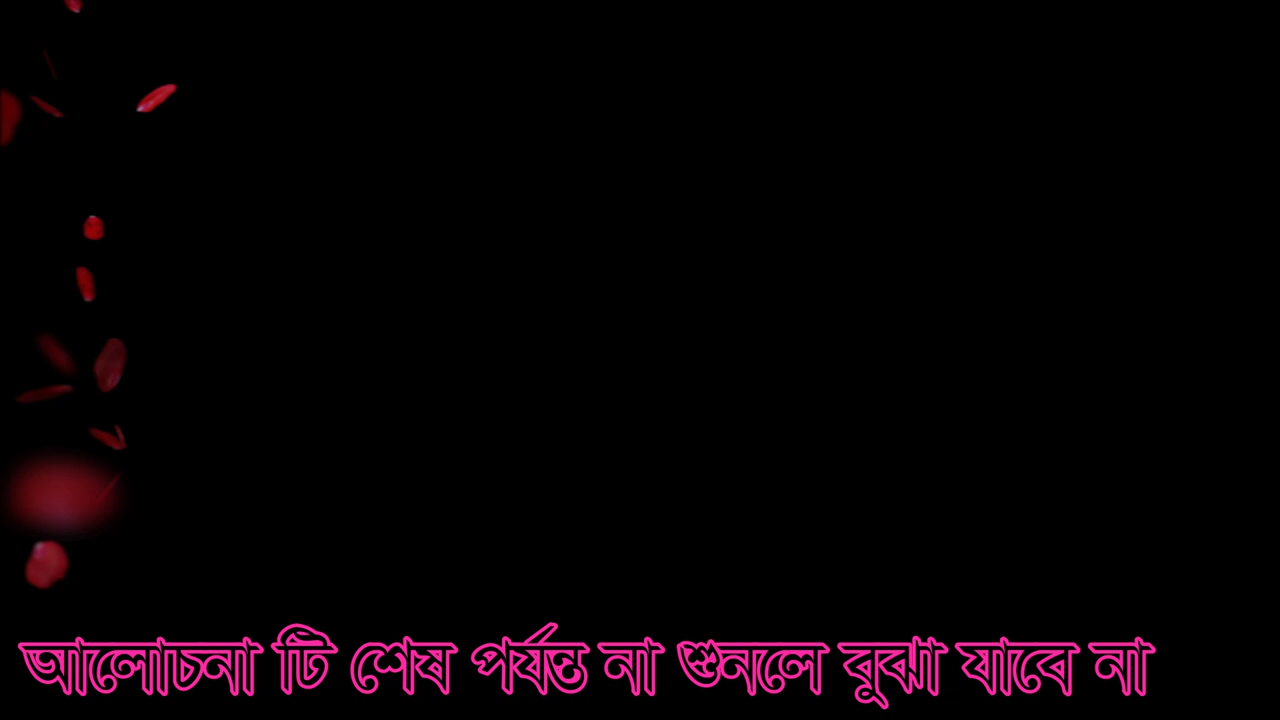 আলোচনা টি শেষ পর্যন্ত না শুনলে বুঝা যাবে না